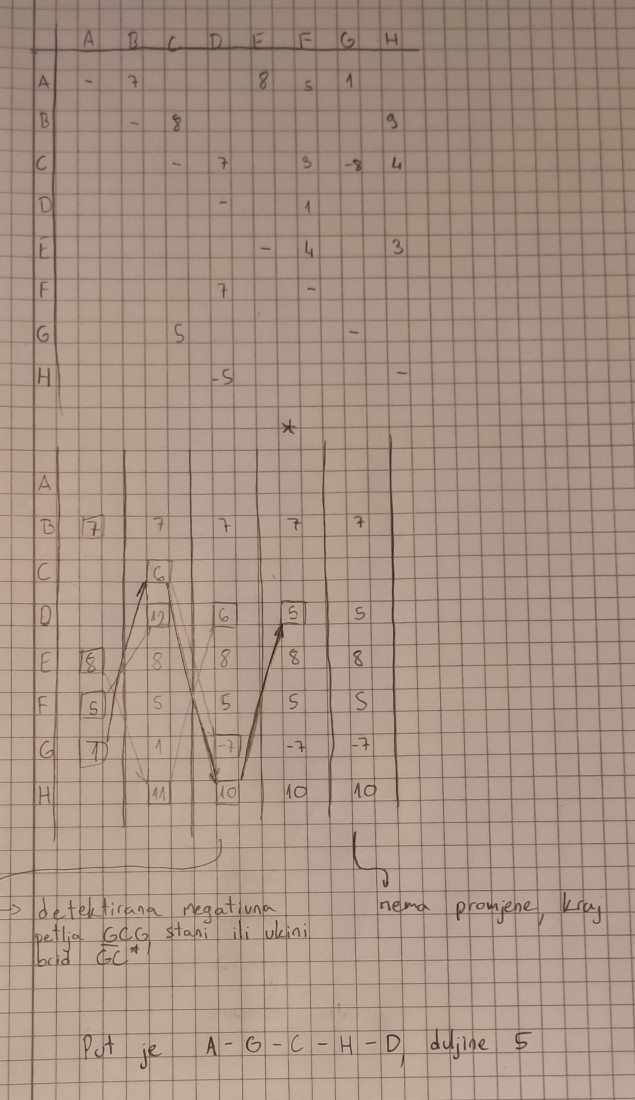 A B C D E F G H
A - 7 8 5 1
B - 8 9
C - 7 3 -8 4
D - 1
E - 4 3
F 7 -
G 5 -
H -5 -
*
A
B 7 7 7 7 7
C 6
D 12 6 5 5
E 8 8 8 8 8
F 5 5 5 5 5
G 1 1 -7 -7 -7
H 11 10 10 10
→ detektirana negativna
petlja GCG, stani ili ukini
brid GC*
nema promjene, kraj
Put je A - G - C - H - D, duljine 5